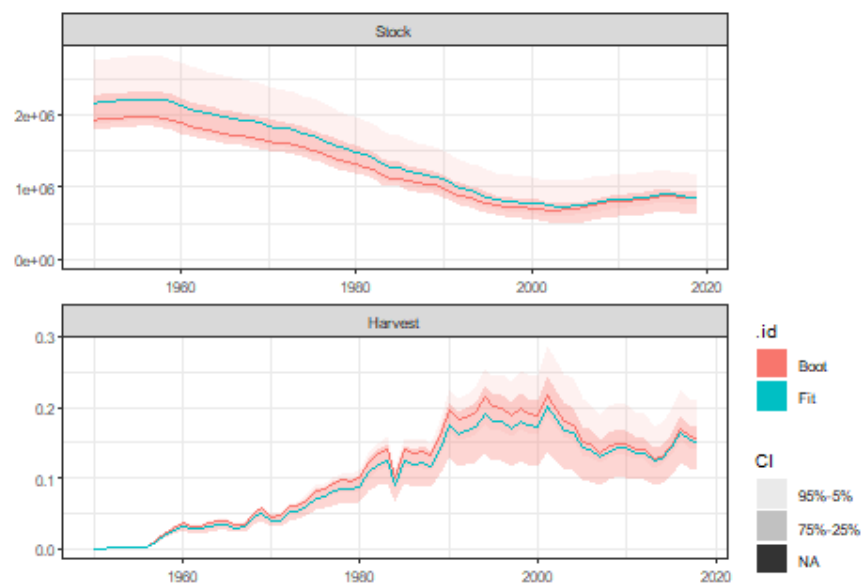 Stock
2e+06
1e+06
0e+00
1960 1980 2000 2020
Harvest
0.3
0.2
0.1
0.0
1960 1980 2000 2020
.id
Boot
Fit
CI
95%-5%
75%-25%
NA